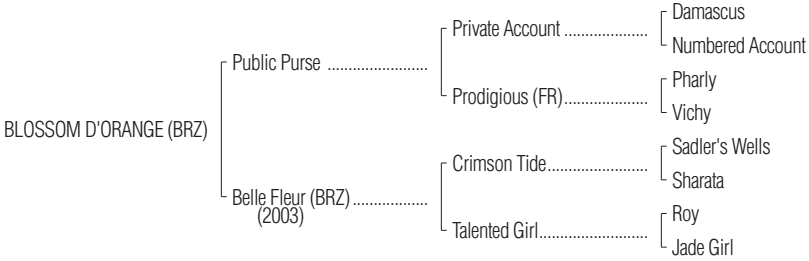 Damascus
Private Account ......................
Numbered Account
Public Purse ..........................
Pharly
Prodigious (FR)......................
Vichy
BLOSSOM D'ORANGE (BRZ)
Sadler's Wells
Crimson Tide..........................
Sharata
Belle Fleur (BRZ) ...................
(2003)
Roy
Talented Girl............................
Jade Girl